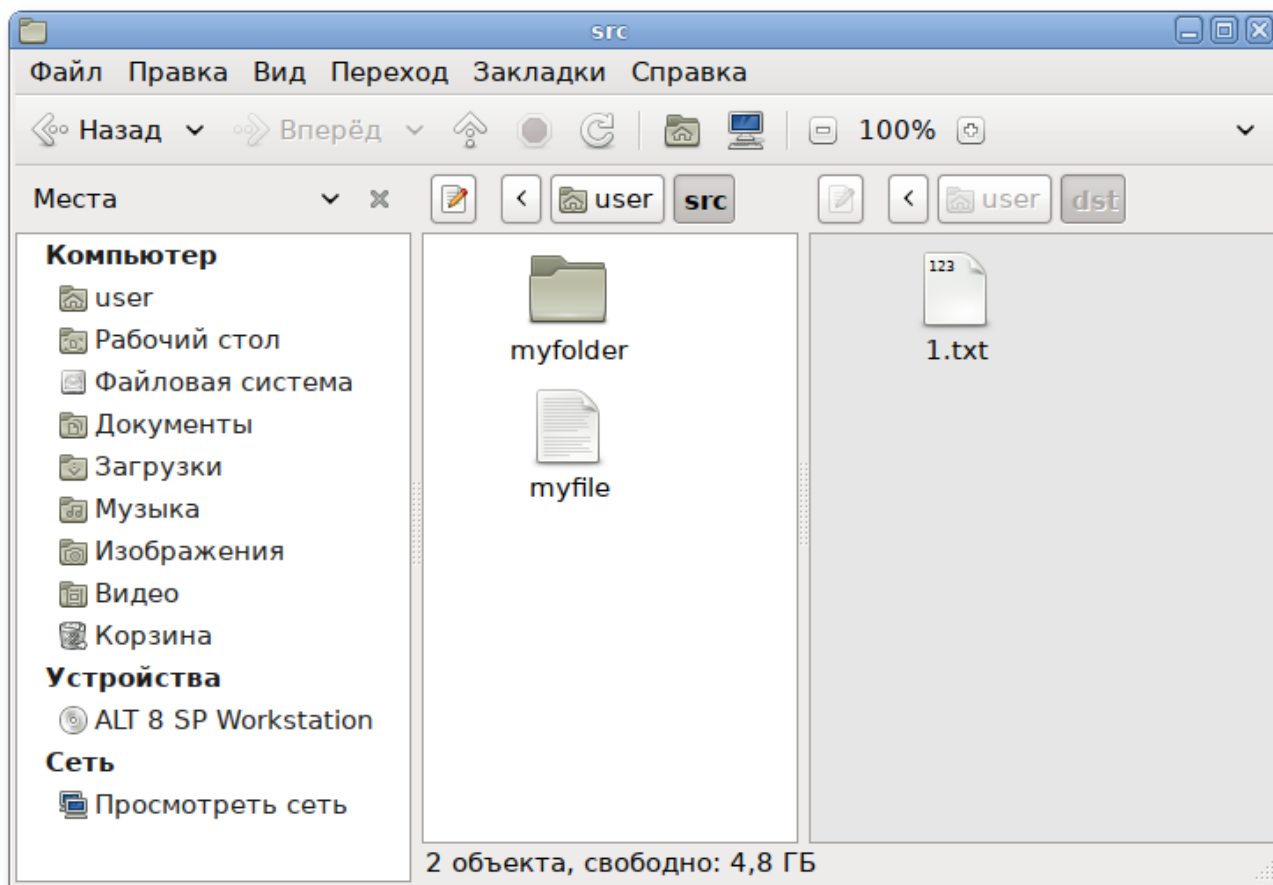 src
Файл Правка Вид Переход Закладки Справка
Назад Вперёд 100%
Места
user src
user dst
Компьютер
user
Рабочий стол
Файловая система
Документы
Загрузки
Музыка
Изображения
Видео
Корзина
Устройства
ALT 8 SP Workstation
Сеть
Просмотреть сеть
myfolder
myfile
123
1.txt
2 объекта, свободно: 4,8 ГБ